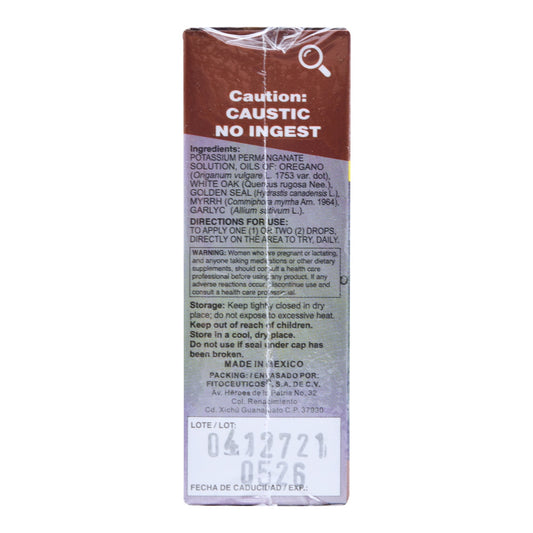 Caution:
CAUSTIC
NO INGEST
Ingredients:
POTASSIUM PERMANGANATE
SOLUTION, OILS OF: OREGANO
(Origanum vulgare L. 1753 var. dot),
WHITE OAK (Quercus rugosa Nee.),
GOLDEN SEAL (Hydrastis canadensis L.),
MYRRH (Commiphora myrrha Am. 1964),
GARLYC (Allium sativum L.).
DIRECTIONS FOR USE:
TO APPLY ONE (1) OR TWO (2) DROPS,
DIRECTLY ON THE AREA TO TRY, DAILY.
WARNING: Women who are pregnant or lactating,
and anyone taking medications or other dietary
supplements, should consult a health care
professional before using any product. If any
adverse reactions occur, discontinue use and
consult a health care professional.
Storage: Keep tightly closed in dry
place; do not expose to excessive heat.
Keep out of reach of children.
Store in a cool, dry place.
Do not use if seal under cap has
been broken.
MADE IN MEXICO
PACKING: / ENVASADO POR:
FITOCEUTICOS, S.A. DE C.V.
Av. Héroes de la Patria No. 32
Col. Renacimiento
Cd. Xichú Guanajuato C.P. 37930
LOTE / LOT:
0412721
0526
FECHA DE CADUCIDAD / EXP.: